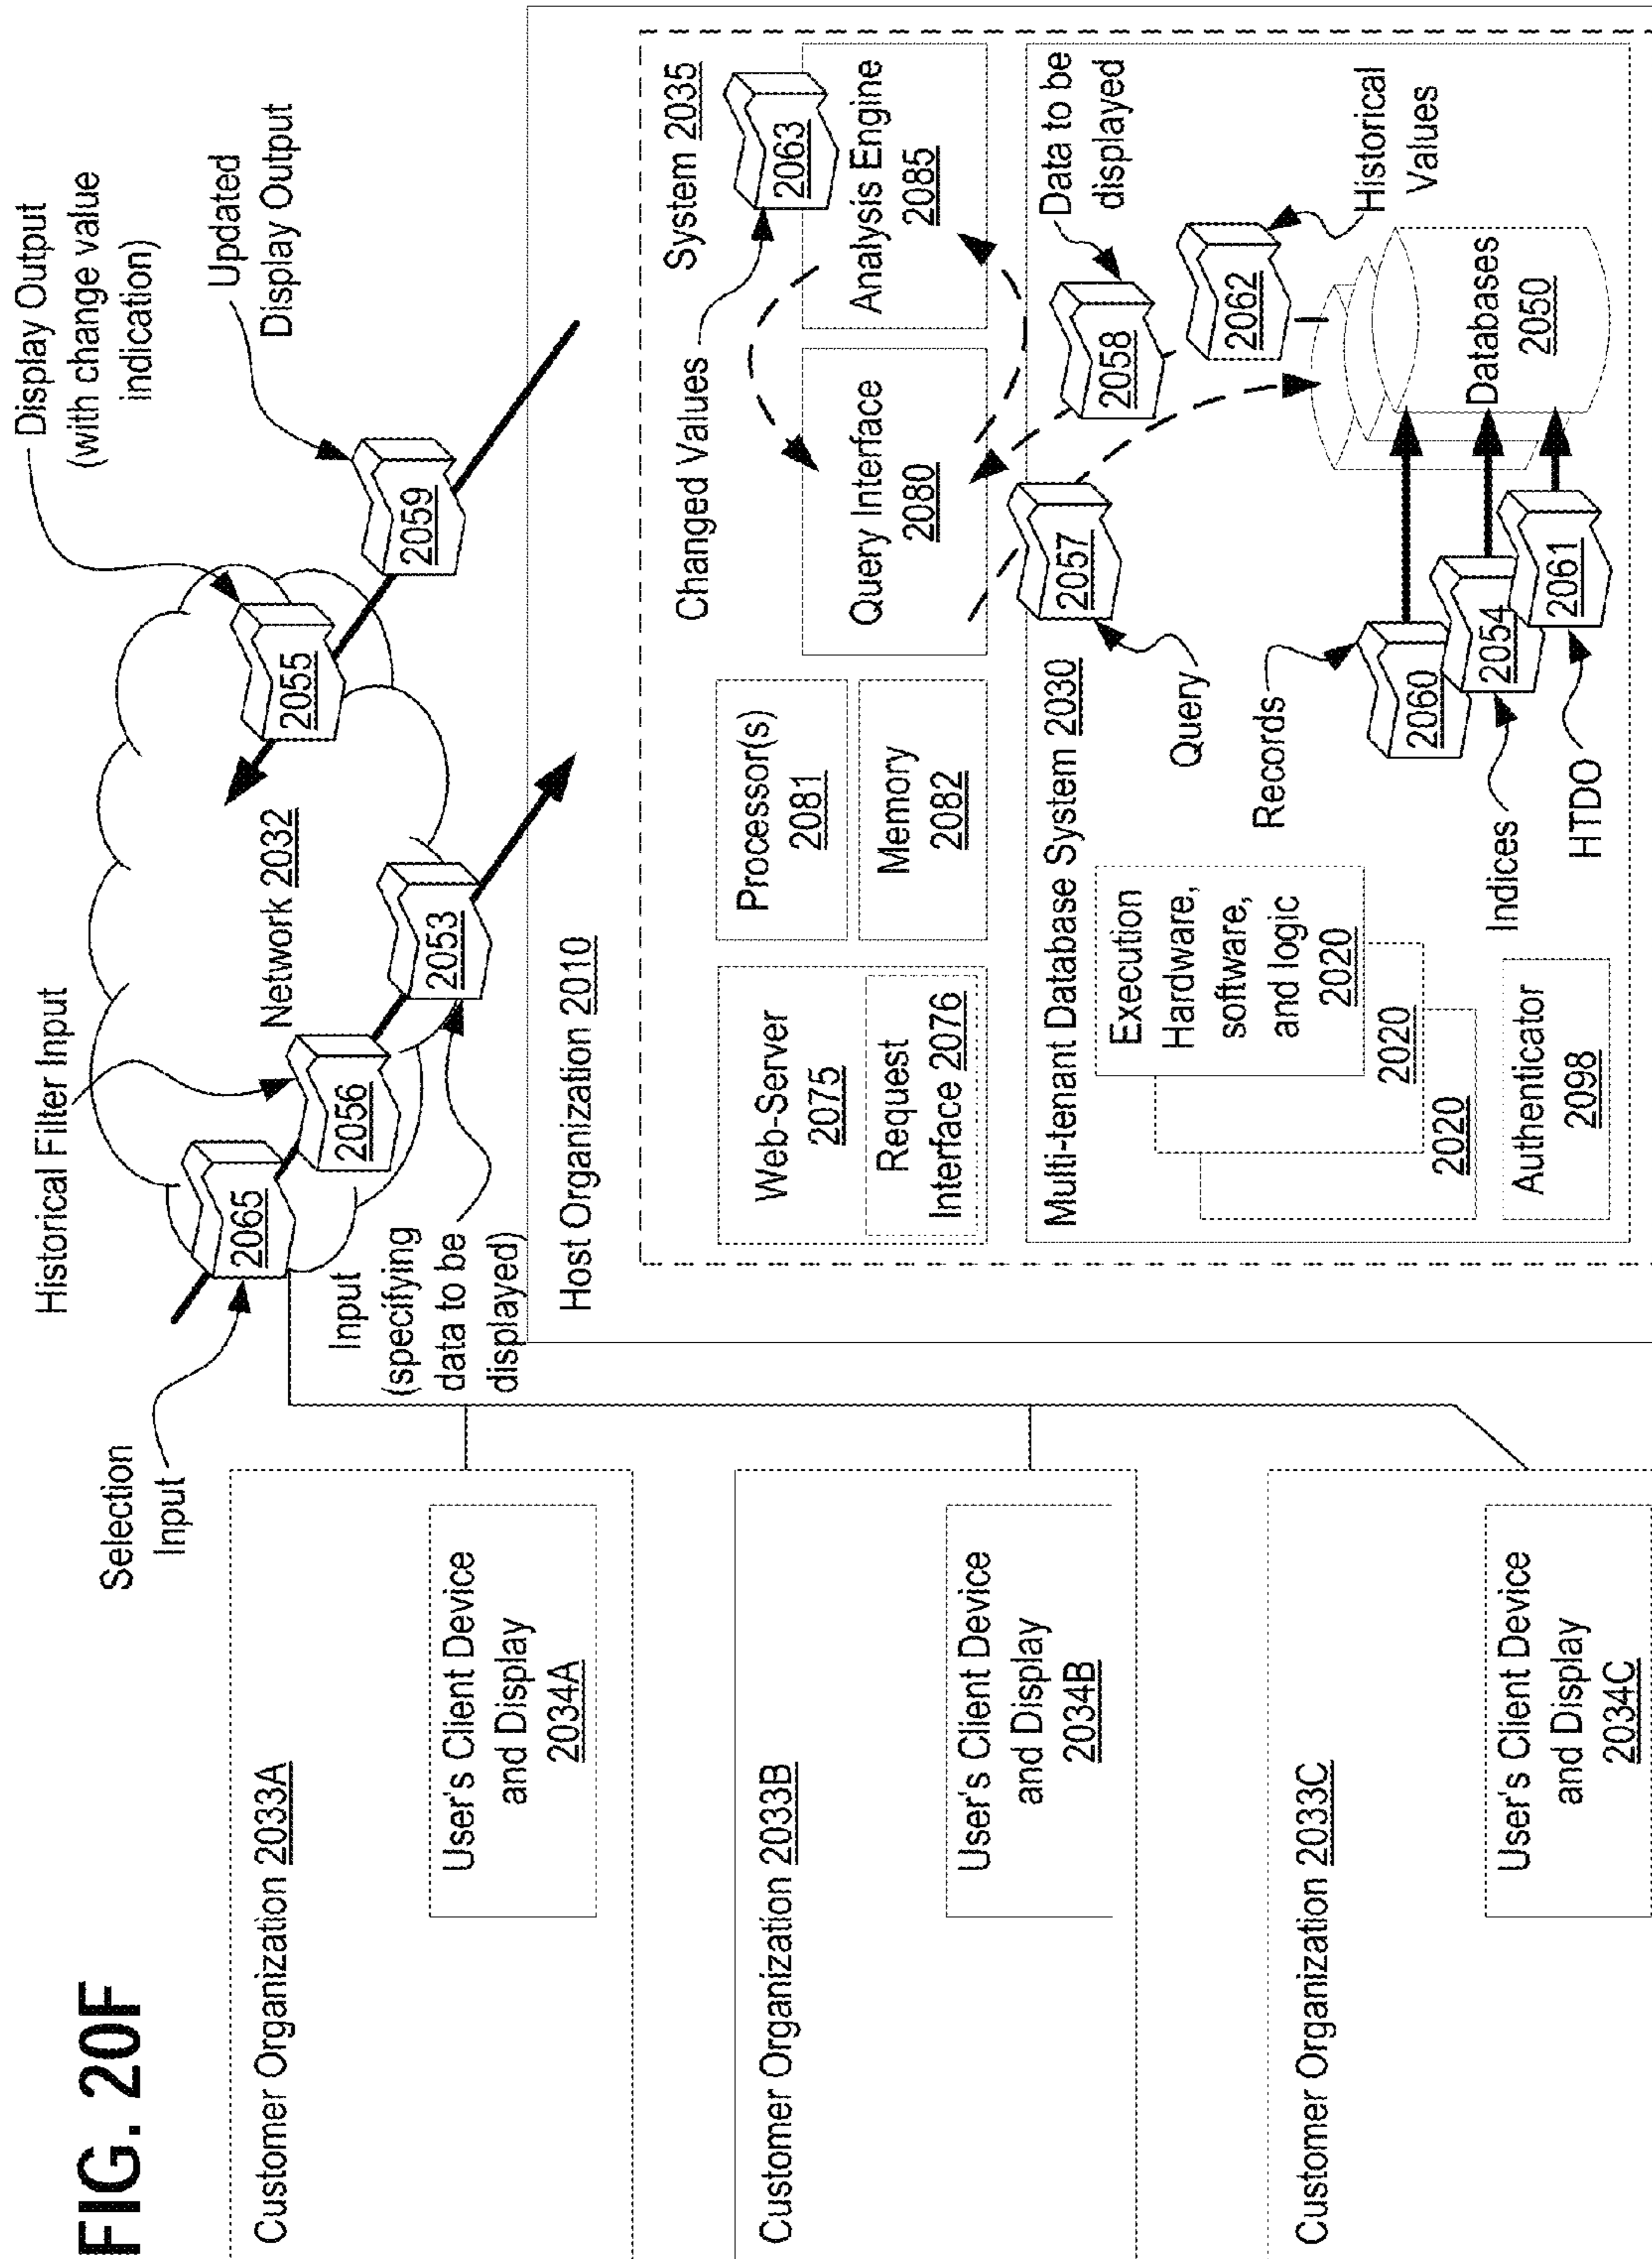 FIG. 20F
Customer Organization 2033A
User's Client Device
and Display
2034A
Customer Organization 2033B
User's Client Device
and Display
2034B
Customer Organization 2033C
User's Client Device
and Display
2034C
Selection
Input
Historical Filter Input
Display Output
(with change value
indication)
Updated
Display Output
2065
2056
Network 2032
2053
2055
2059
Input
(specifying
data to be
displayed)
Host Organization 2010
System 2035
Changed Values
2063
Web-Server
2075
Request
Interface 2076
Processor(s)
2081
Memory
2082
Query Interface
2080
Analysis Engine
2085
Multi-tenant Database System 2030
2057
Query
2058
Data to be
displayed
2062
Historical
Values
Execution
Hardware,
software,
and logic
2020
2020
2020
Authenticator
2098
Records
2060
2054
2061
Indices
HTDO
Databases
2050